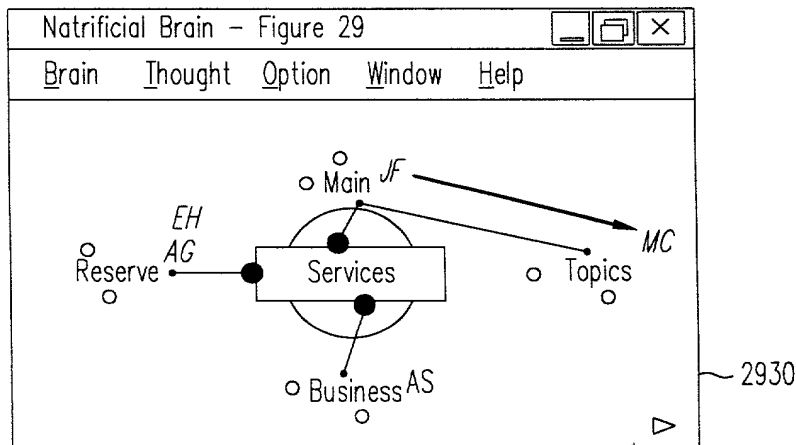 Natrificial Brain – Figure 29
Brain Thought Option Window Help
Main JF
EH
AG
MC
Reserve
Services
Topics
Business AS
2930